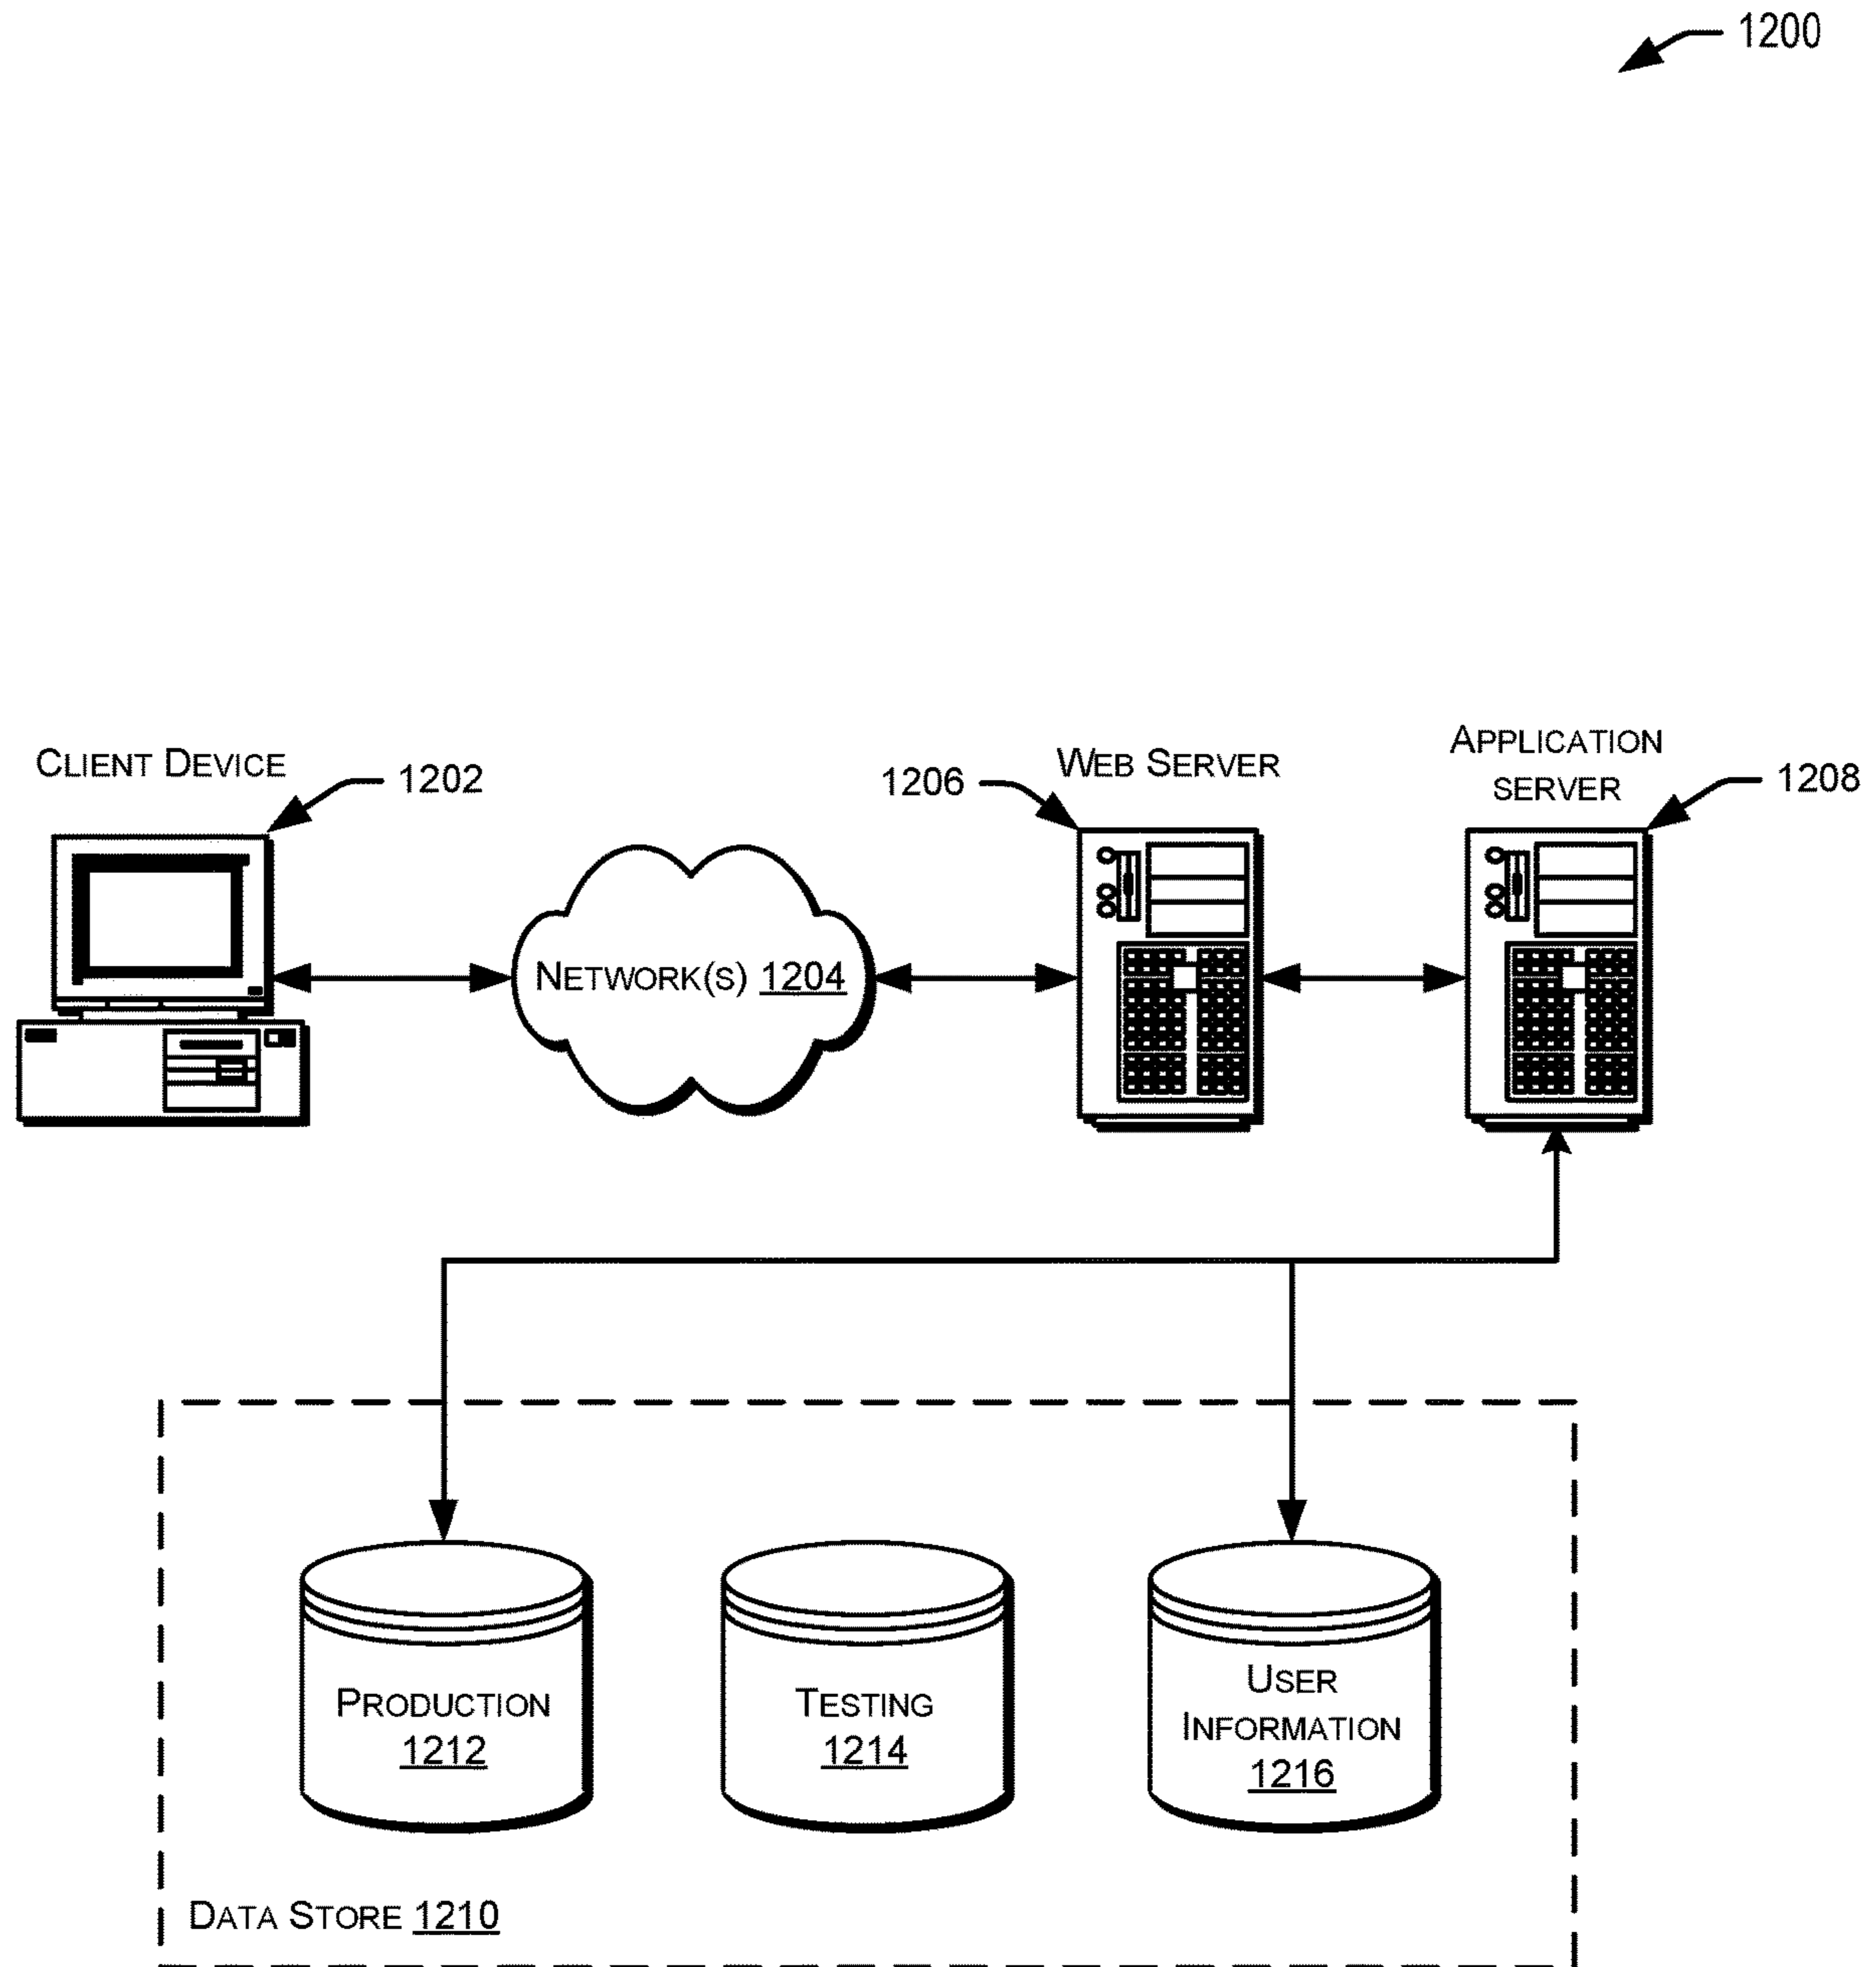 1200
CLIENT DEVICE
1202
1206
WEB SERVER
APPLICATION
SERVER
1208
NETWORK(S) 1204
PRODUCTION
1212
TESTING
1214
USER
INFORMATION
1216
DATA STORE 1210